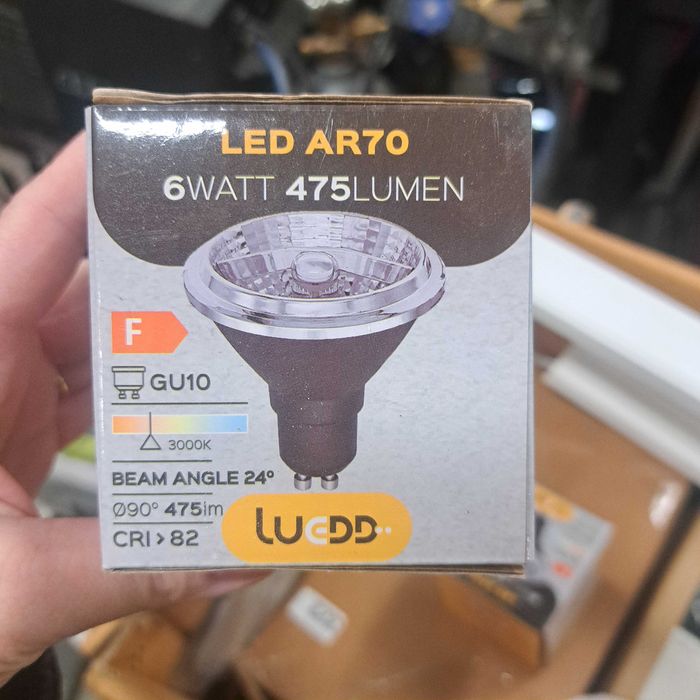 LED AR70
6WATT 475LUMEN
F
GU10
3000K
BEAM ANGLE 24°
Ø90° 475lm
CRI > 82
LUEDD